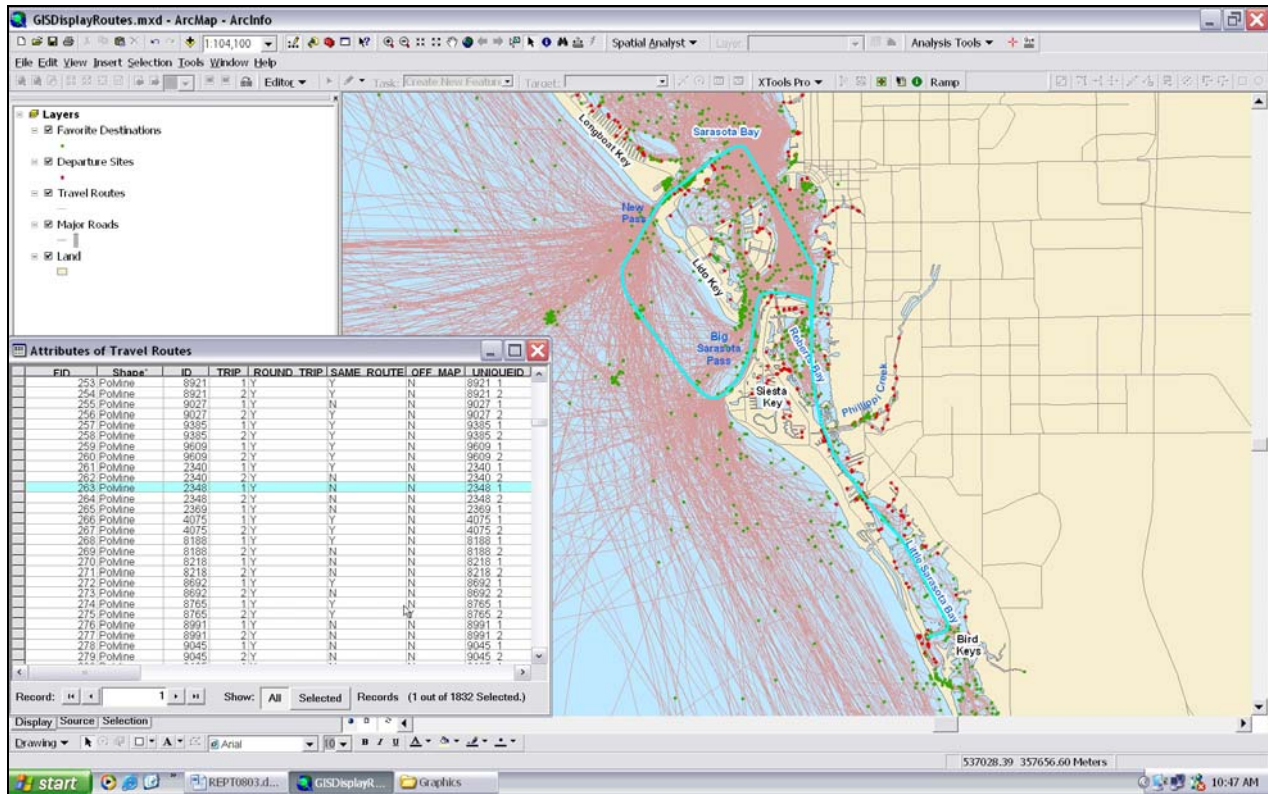 GISDisplayRoutes.mxd - ArcMap - ArcInfo
1:104,100 Spatial Analyst Layer: Analysis Tools
File Edit View Insert Selection Tools Window Help
Editor Task: Create New Feature Target: XTools Pro Ramp
Layers
Favorite Destinations
Departure Sites
Travel Routes
Major Roads
Land
Longboat Key
Sarasota Bay
New Pass
Lido Key
Big Sarasota Pass
Roberts Bay
Siesta Key
Phillippi Creek
Little Sarasota Bay
Bird Keys
Attributes of Travel Routes
FID Shape* ID TRIP ROUND_TRIP SAME_ROUTE OFF_MAP UNIQUEID
253 Polyline 8921 1 Y Y N 8921_1
254 Polyline 8921 2 Y Y N 8921_2
255 Polyline 9027 1 Y N N 9027_1
256 Polyline 9027 2 Y Y N 9027_2
257 Polyline 9385 1 Y Y N 9385_1
258 Polyline 9385 2 Y Y N 9385_2
259 Polyline 9609 1 Y Y N 9609_1
260 Polyline 9609 2 Y Y N 9609_2
261 Polyline 2340 1 Y Y N 2340_1
262 Polyline 2340 2 Y N N 2340_2
263 Polyline 2348 1 Y N N 2348_1
264 Polyline 2348 2 Y N N 2348_2
265 Polyline 2369 1 Y N N 2369_1
266 Polyline 4075 1 Y Y N 4075_1
267 Polyline 4075 2 Y Y N 4075_2
268 Polyline 8188 1 Y Y N 8188_1
269 Polyline 8188 2 Y N N 8188_2
270 Polyline 8218 1 Y N N 8218_1
271 Polyline 8218 2 Y N N 8218_2
272 Polyline 8692 1 Y Y N 8692_1
273 Polyline 8692 2 Y N N 8692_2
274 Polyline 8765 1 Y Y N 8765_1
275 Polyline 8765 2 Y Y 8765_2
276 Polyline 8991 1 Y N N 8991_1
277 Polyline 8991 2 Y N N 8991_2
278 Polyline 9045 1 Y N N 9045_1
279 Polyline 9045 2 Y N N 9045_2
Record: 1 Show: All Selected Records (1 out of 1832 Selected.)
Display Source Selection
Drawing A Arial 10 B I U A
537028.39 357656.60 Meters
start REPT0803.d... GISDisplayR... Graphics 10:47 AM